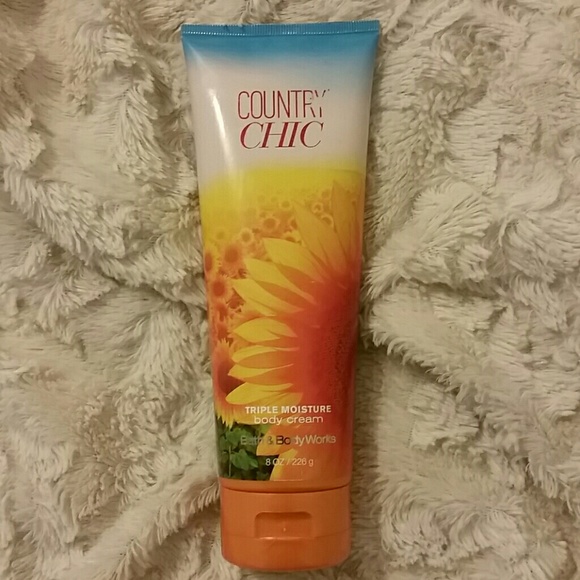 COUNTRY
CHIC
TRIPLE MOISTURE
body cream
Bath & Body Works
8 OZ / 226 g